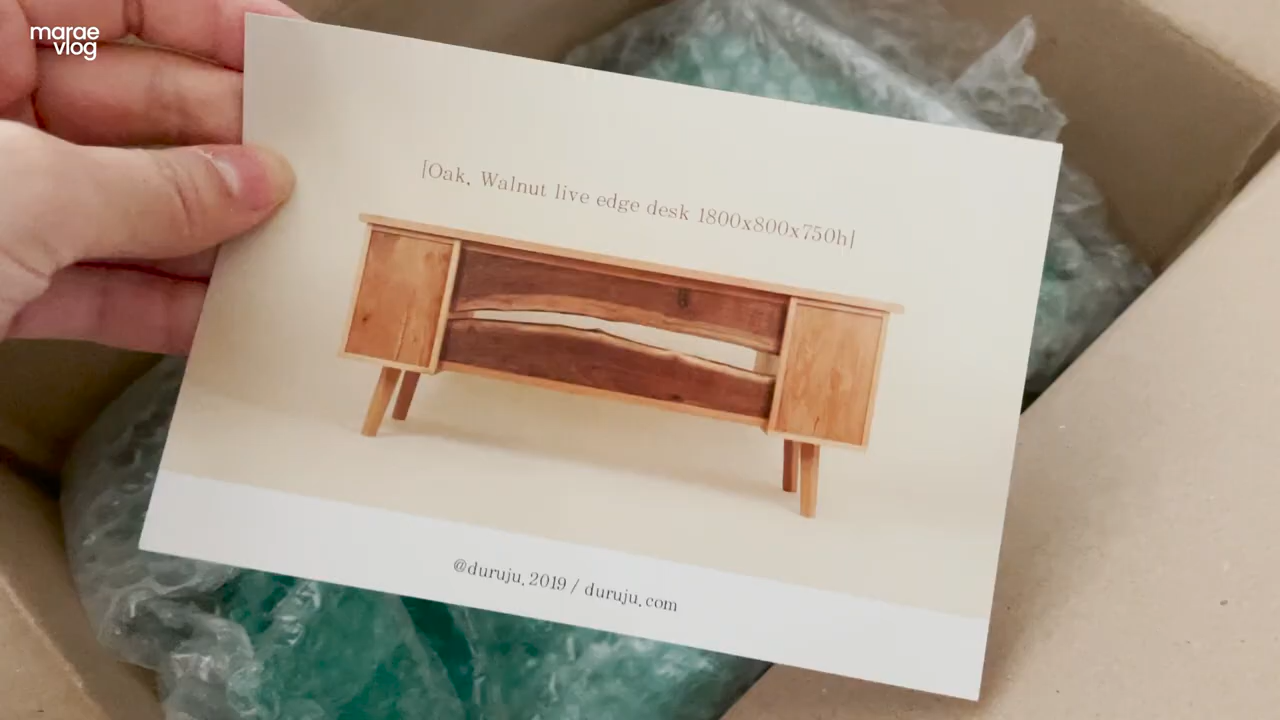 marae
vlog
[Oak, Walnut live edge desk 1800x800x750h]
@duruju.2019 / duruju.com